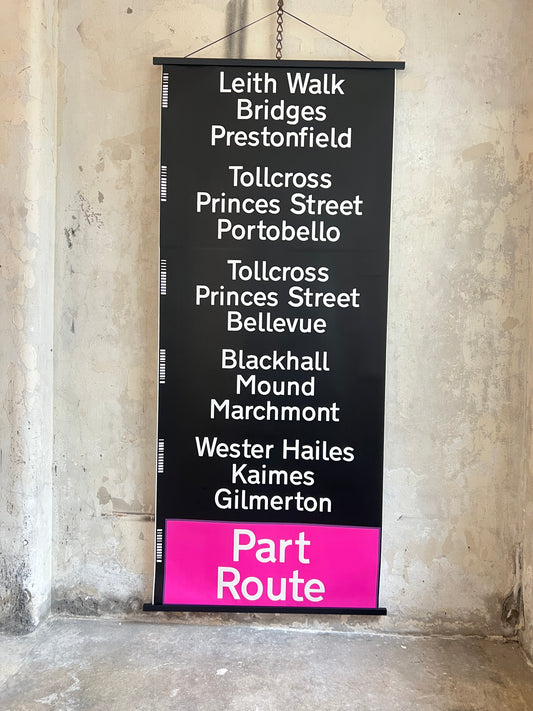 Leith Walk
Bridges
Prestonfield
Tollcross
Princes Street
Portobello
Tollcross
Princes Street
Bellevue
Blackhall
Mound
Marchmont
Wester Hailes
Kaimes
Gilmerton
Part
Route